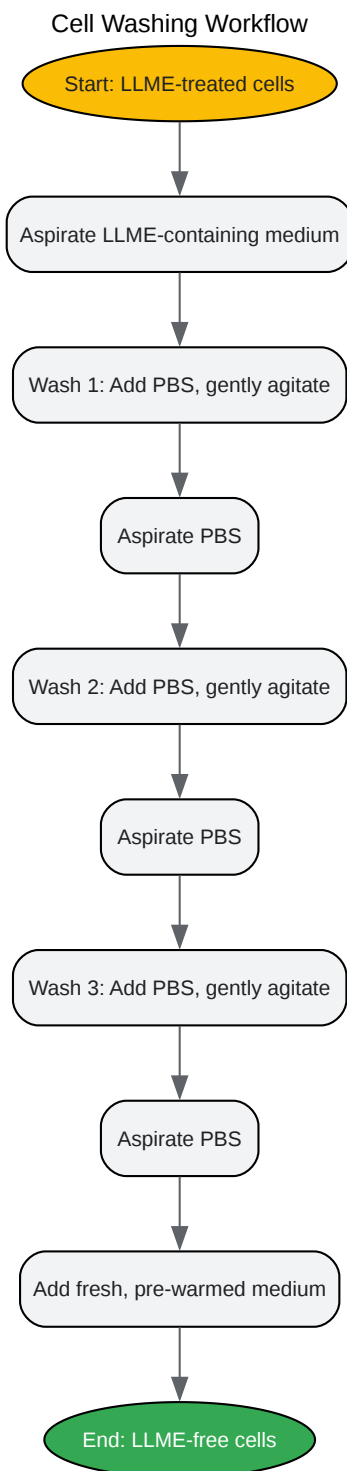 Cell Washing Workflow
Start: LLME-treated cells
Aspirate LLME-containing medium
Wash 1: Add PBS, gently agitate
Aspirate PBS
Wash 2: Add PBS, gently agitate
Aspirate PBS
Wash 3: Add PBS, gently agitate
Aspirate PBS
Add fresh, pre-warmed medium
End: LLME-free cells